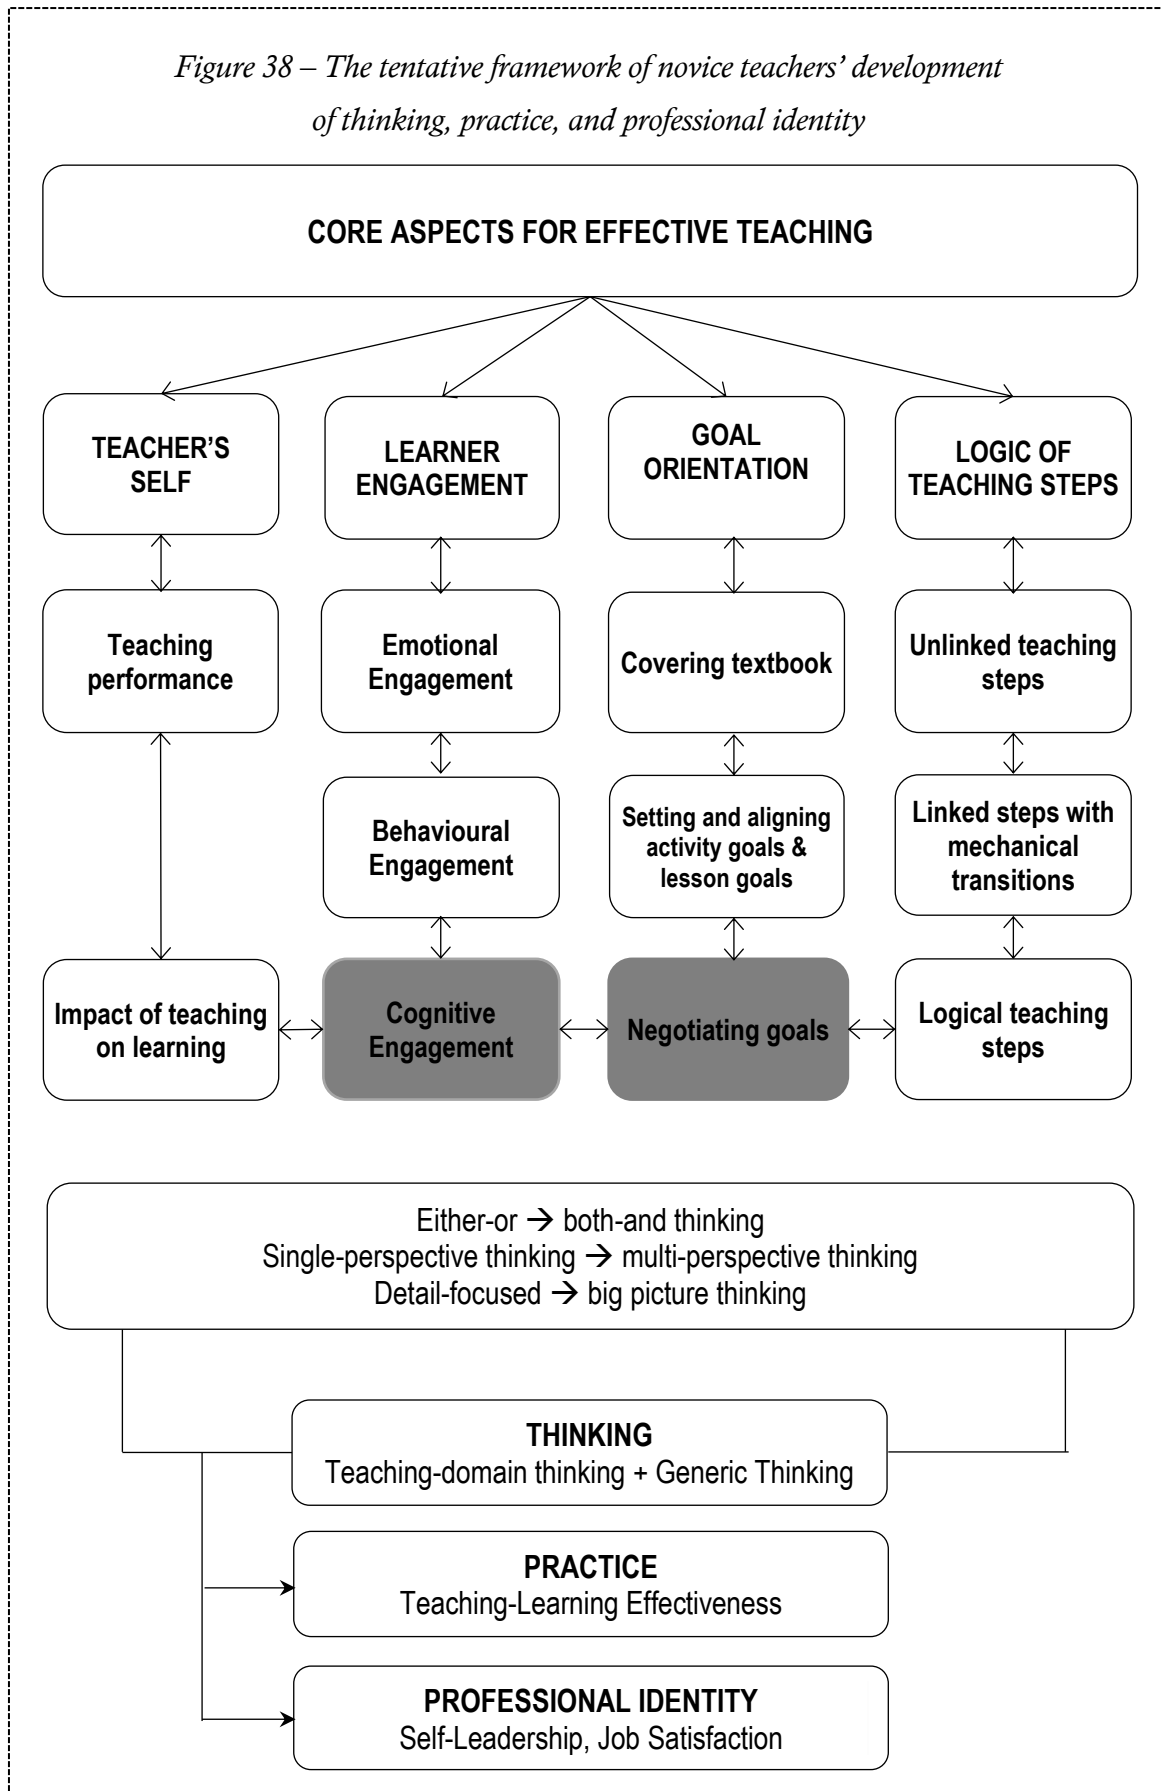 Figure 38 – The tentative framework of novice teachers’ development
of thinking, practice, and professional identity
CORE ASPECTS FOR EFFECTIVE TEACHING
TEACHER’S
SELF
LEARNER
ENGAGEMENT
GOAL
ORIENTATION
LOGIC OF
TEACHING STEPS
Teaching
performance
Emotional
Engagement
Covering textbook
Unlinked teaching
steps
Behavioural
Engagement
Setting and aligning
activity goals &
lesson goals
Linked steps with
mechanical
transitions
Impact of teaching
on learning
Cognitive
Engagement
Negotiating goals
Logical teaching
steps
Either-or → both-and thinking
Single-perspective thinking → multi-perspective thinking
Detail-focused → big picture thinking
THINKING
Teaching-domain thinking + Generic Thinking
PRACTICE
Teaching-Learning Effectiveness
PROFESSIONAL IDENTITY
Self-Leadership, Job Satisfaction